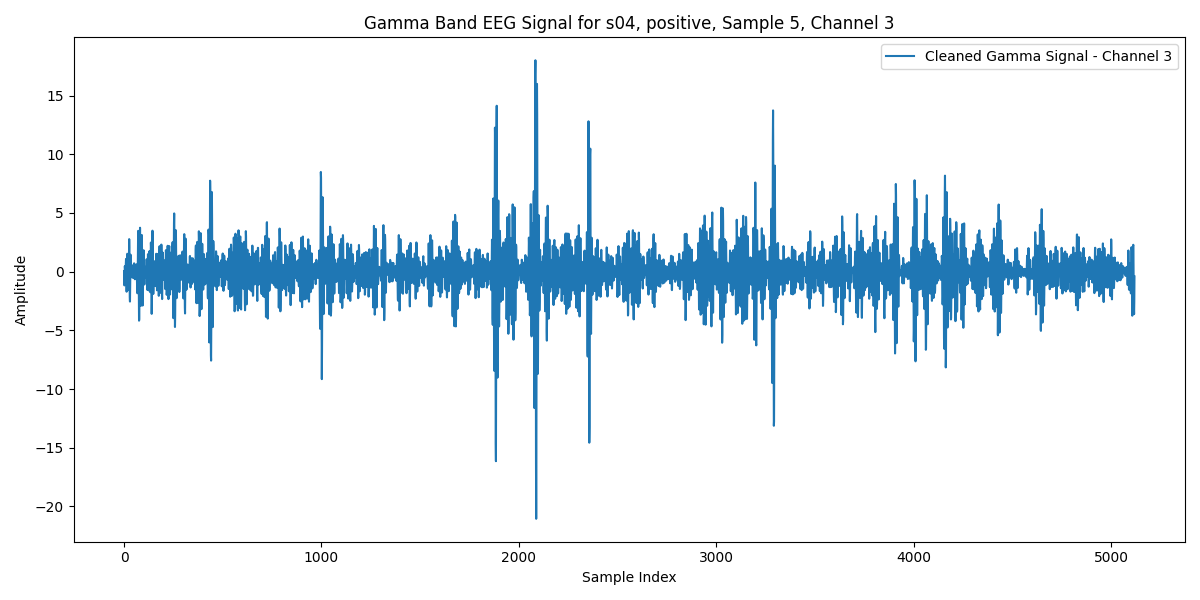 Gamma Band EEG Signal for s04, positive, Sample 5, Channel 3
Cleaned Gamma Signal - Channel 3
Amplitude
15
10
5
0
−5
−10
−15
−20
0 1000 2000 3000 4000 5000
Sample Index